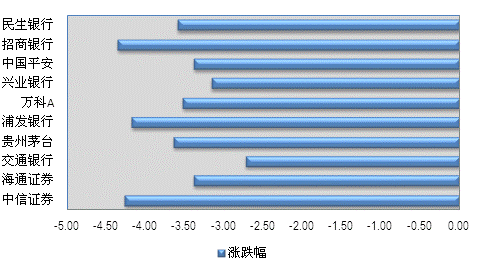 民生银行
招商银行
中国平安
兴业银行
万科A
浦发银行
贵州茅台
交通银行
海通证券
中信证券
-5.00 -4.50 -4.00 -3.50 -3.00 -2.50 -2.00 -1.50 -1.00 -0.50 0.00
涨跌幅